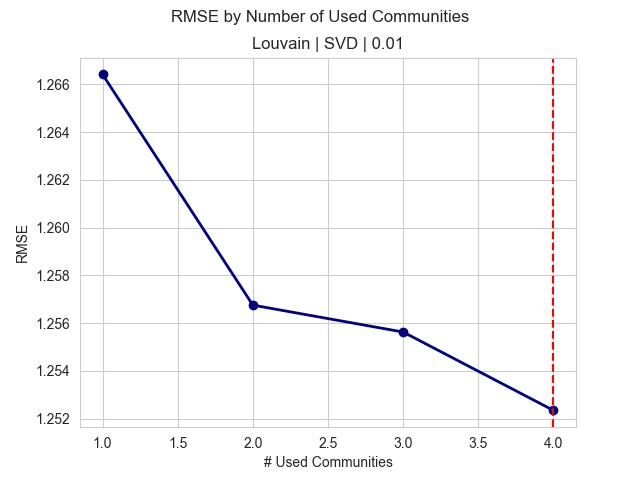 RMSE by Number of Used Communities
Louvain | SVD | 0.01
1.266
1.264
1.262
1.260
1.258
1.256
1.254
1.252
RMSE
1.0 1.5 2.0 2.5 3.0 3.5 4.0
# Used Communities